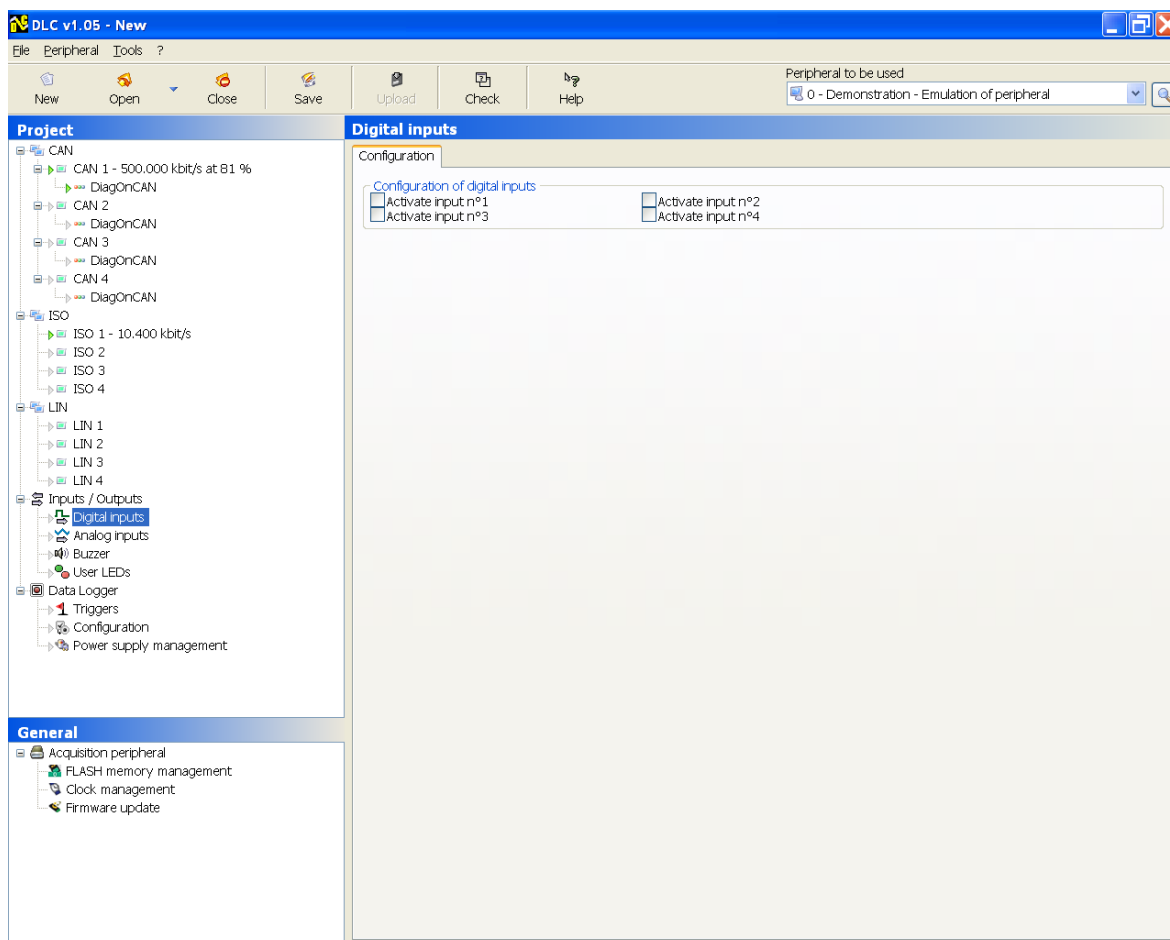 DLC v1.05 - New
File Peripheral Tools ?
New Open Close Save Upload Check Help
Peripheral to be used
0 - Demonstration - Emulation of peripheral
Project
CAN
CAN 1 - 500.000 kbit/s at 81 %
DiagOnCAN
CAN 2
DiagOnCAN
CAN 3
DiagOnCAN
CAN 4
DiagOnCAN
ISO
ISO 1 - 10.400 kbit/s
ISO 2
ISO 3
ISO 4
LIN
LIN 1
LIN 2
LIN 3
LIN 4
Inputs / Outputs
Digital inputs
Analog inputs
Buzzer
User LEDs
Data Logger
Triggers
Configuration
Power supply management
General
Acquisition peripheral
FLASH memory management
Clock management
Firmware update
Digital inputs
Configuration
Configuration of digital inputs
Activate input nº1 Activate input nº2
Activate input nº3 Activate input nº4